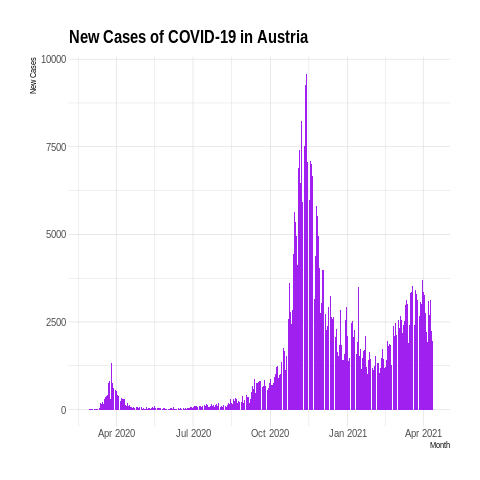 New Cases of COVID-19 in Austria
New Cases
10000
7500
5000
2500
0
Apr 2020 Jul 2020 Oct 2020 Jan 2021 Apr 2021
Month